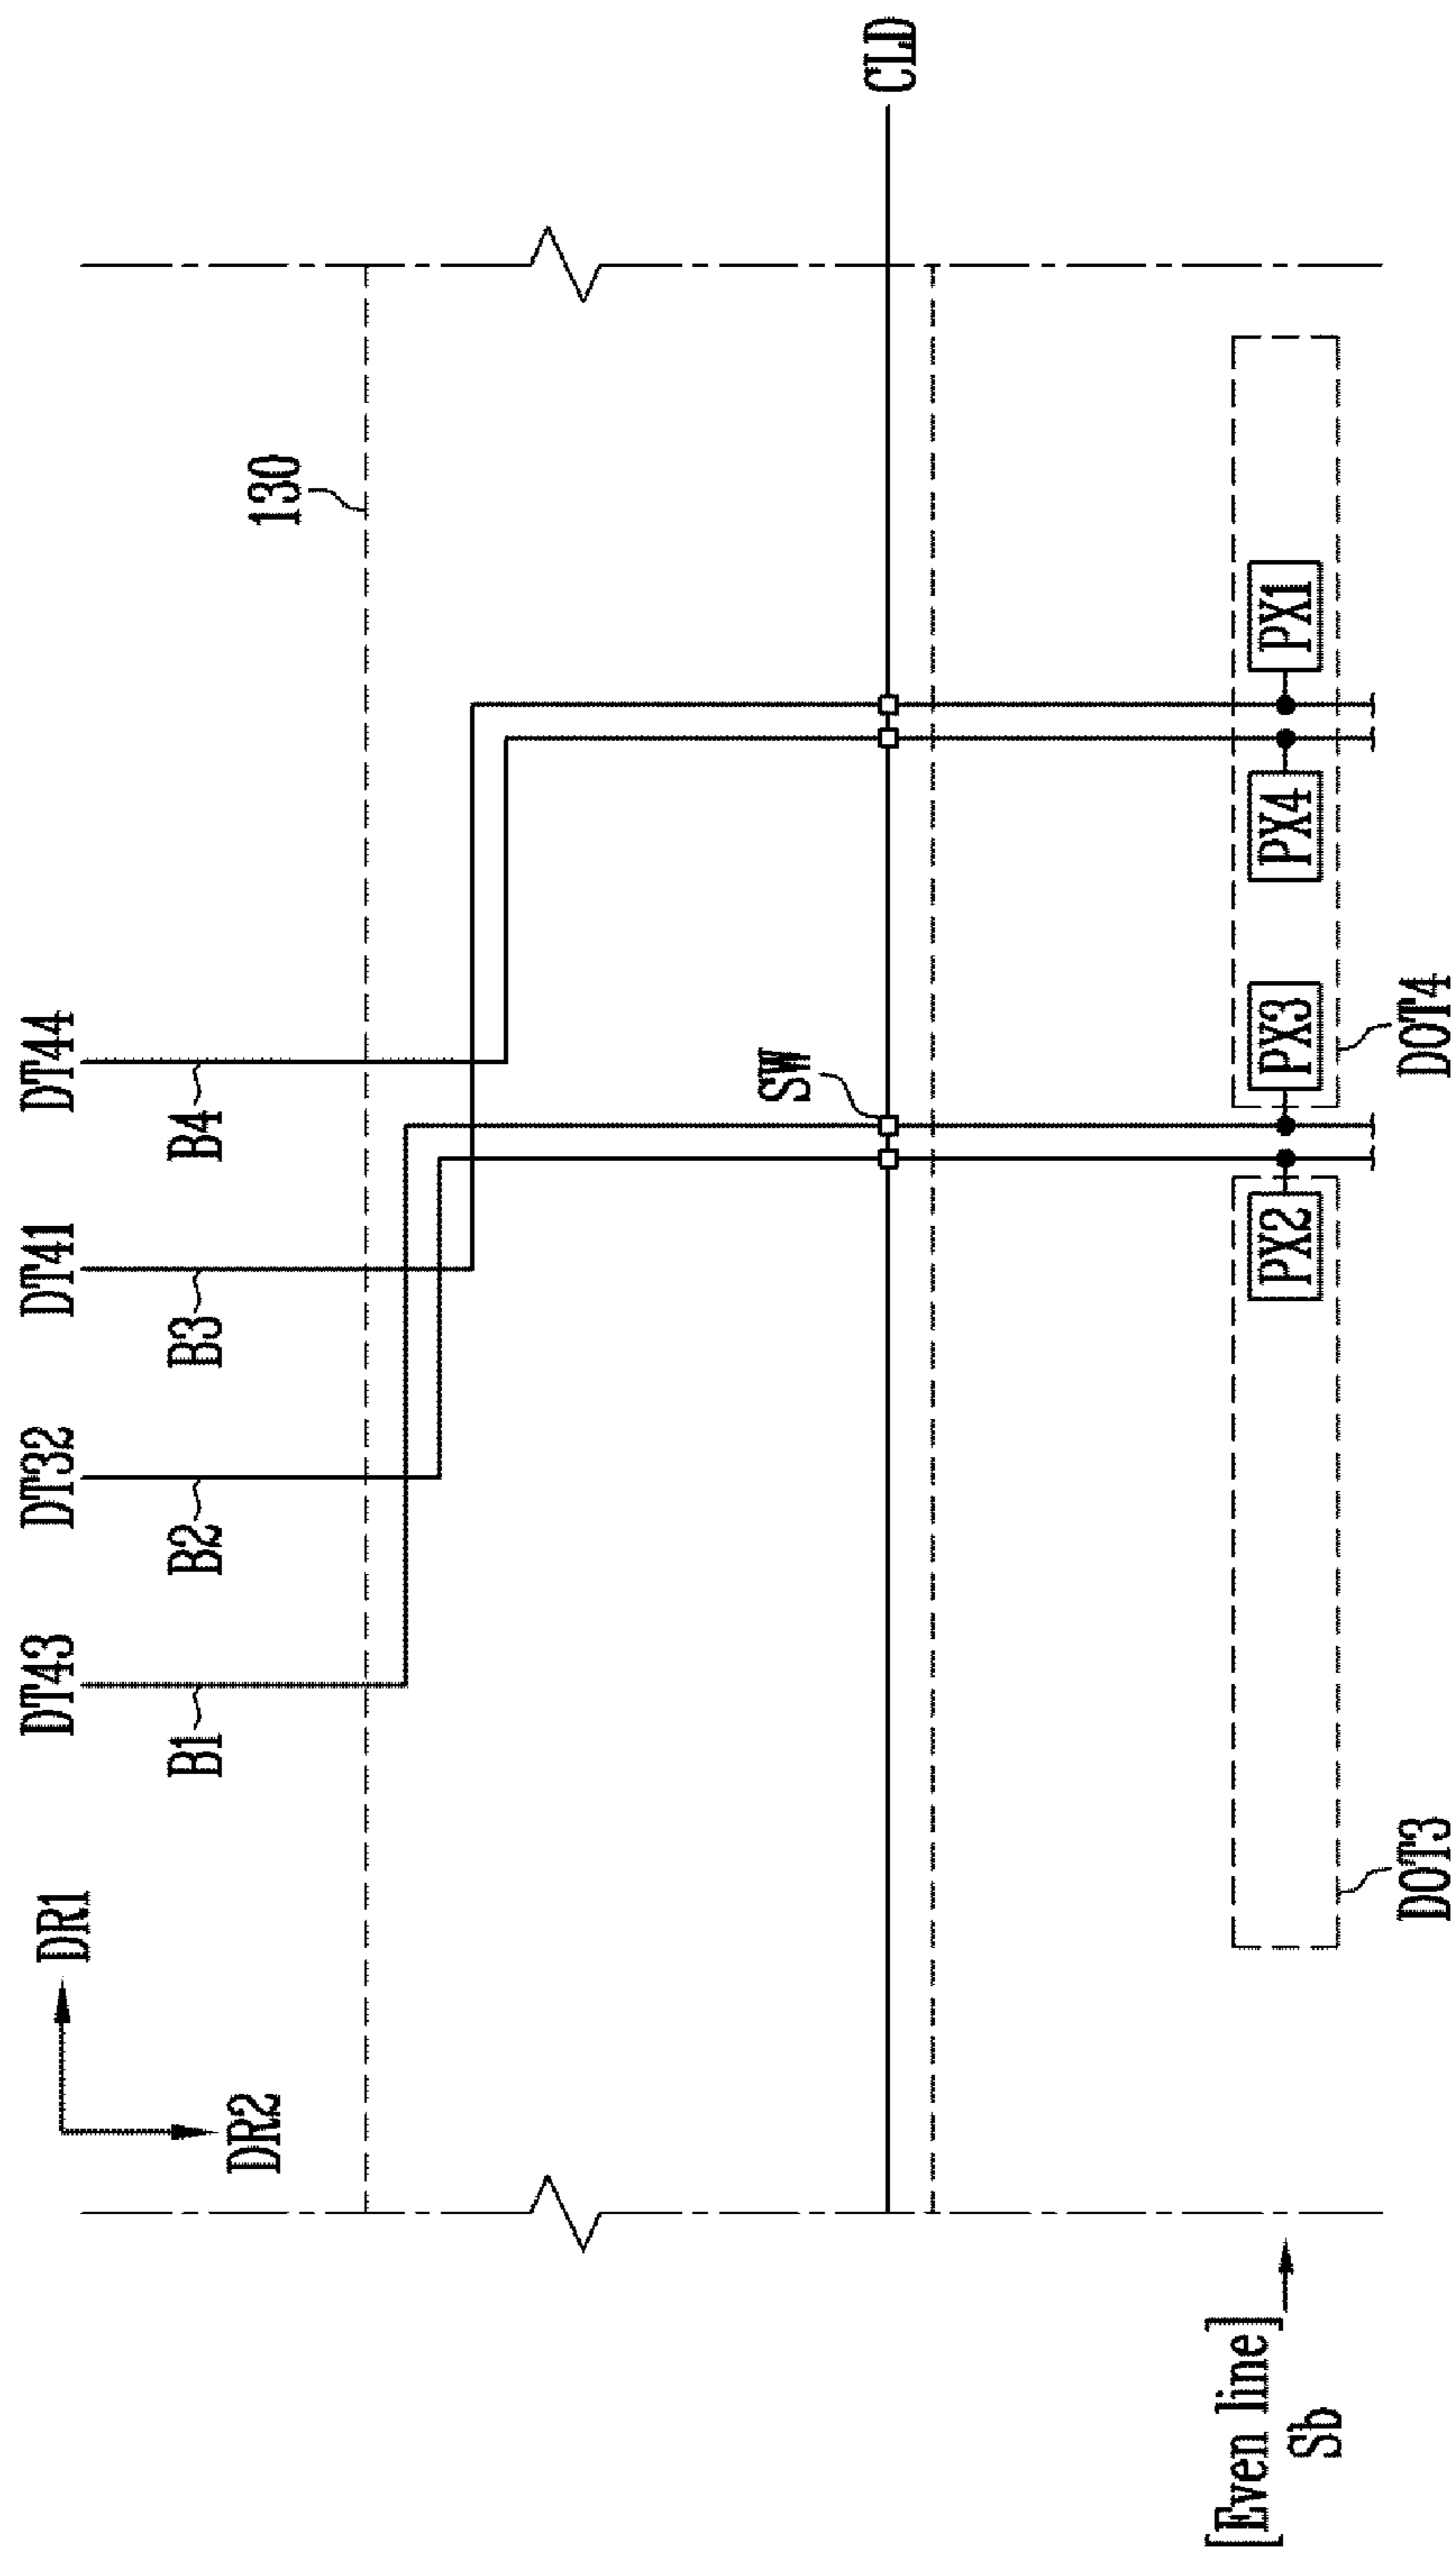 DR1
DR2
DT43
DT32
DT41
DT44
B1
B2
B3
B4
130
SW
CLD
[Even line]
Sb
PX2
PX3
PX4
PX1
DOT3
DOT4